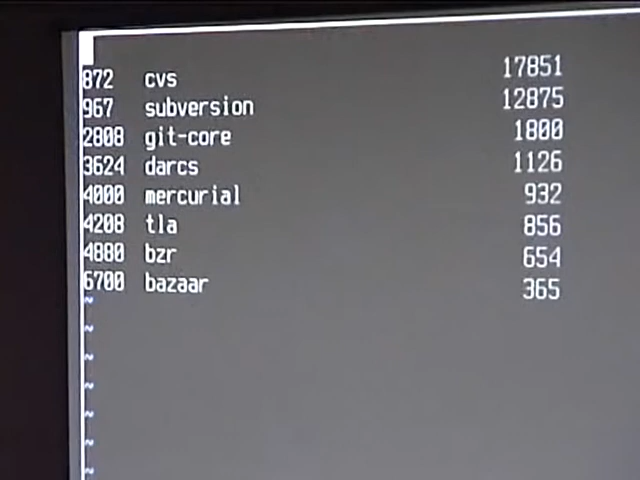 872 cvs 17851
967 subversion 12875
2808 git-core 1800
3624 darcs 1126
4000 mercurial 932
4208 tla 856
4880 bzr 654
6700 bazaar 365
~
~
~
~
~
~
~